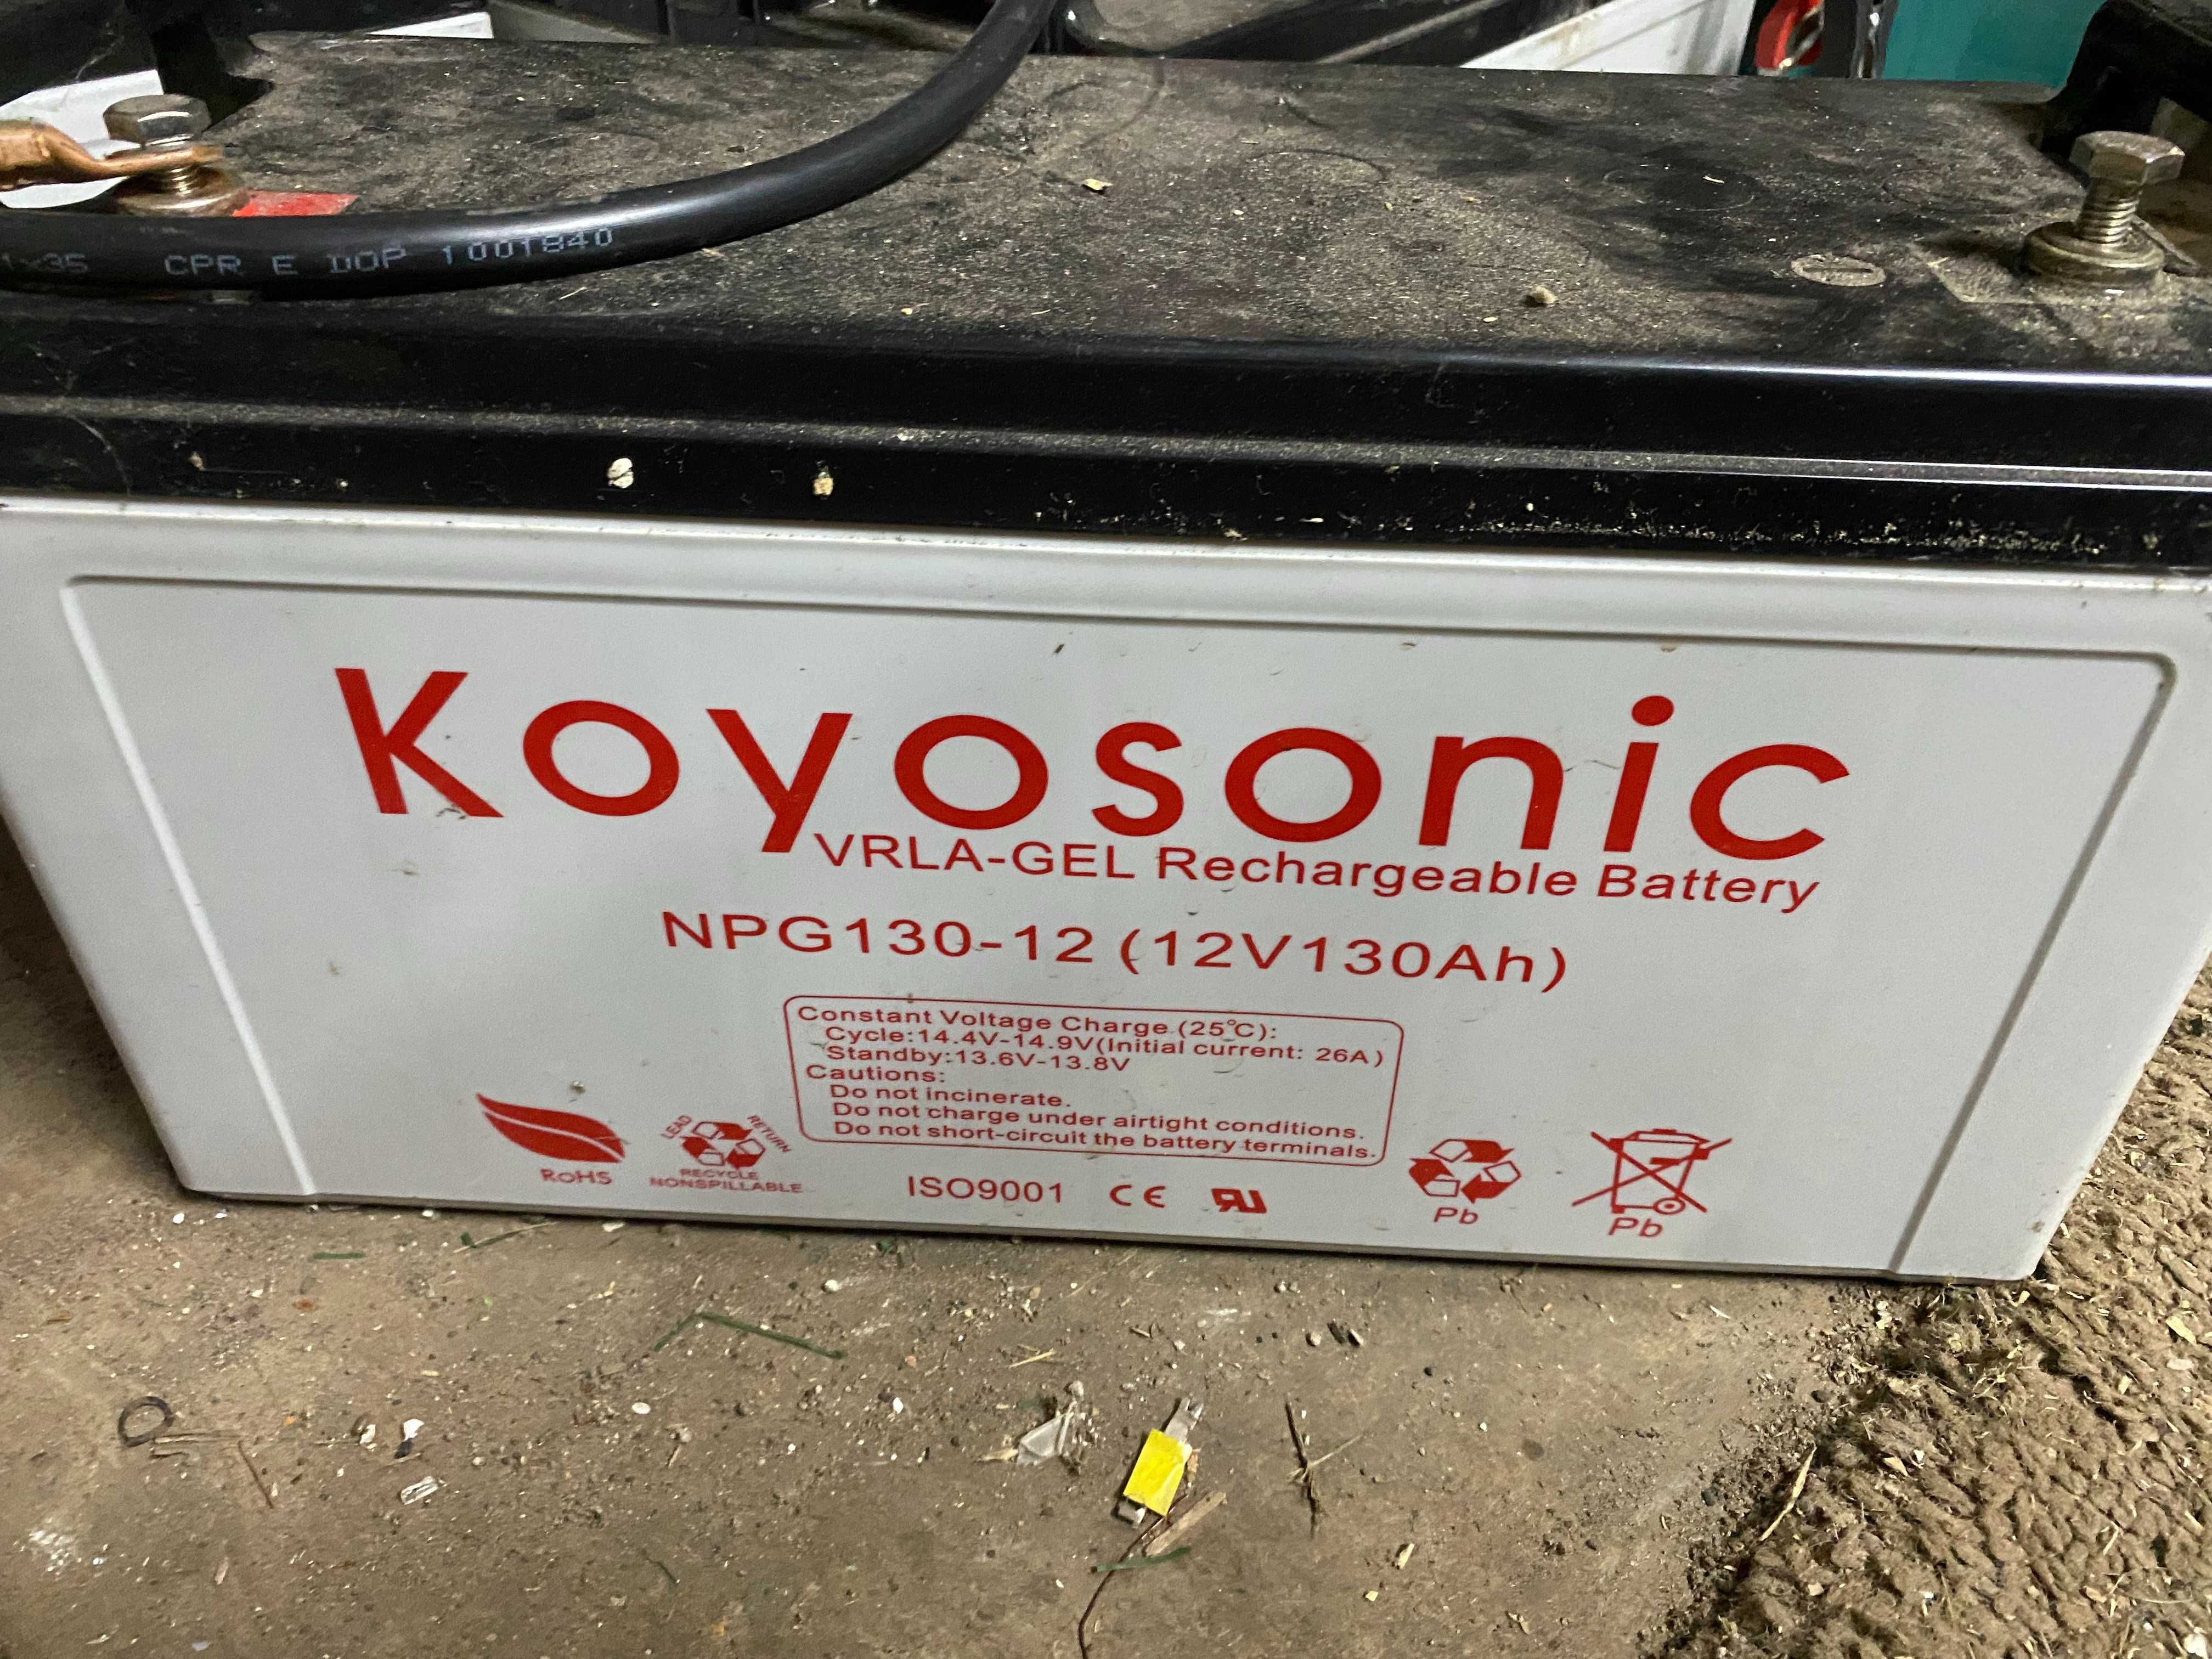 1x35 CPR E DOP 1001840
Koyosonic
VRLA-GEL Rechargeable Battery
NPG130-12 (12V130Ah)
Constant Voltage Charge (25℃):
Cycle:14.4V-14.9V(Initial current: 26A)
Standby:13.6V-13.8V
Cautions:
Do not incinerate.
Do not charge under airtight conditions.
Do not short-circuit the battery terminals.
RoHS
LEAD RETURN
RECYCLE
NONSPILLABLE
ISO9001 CE RU
Pb
Pb